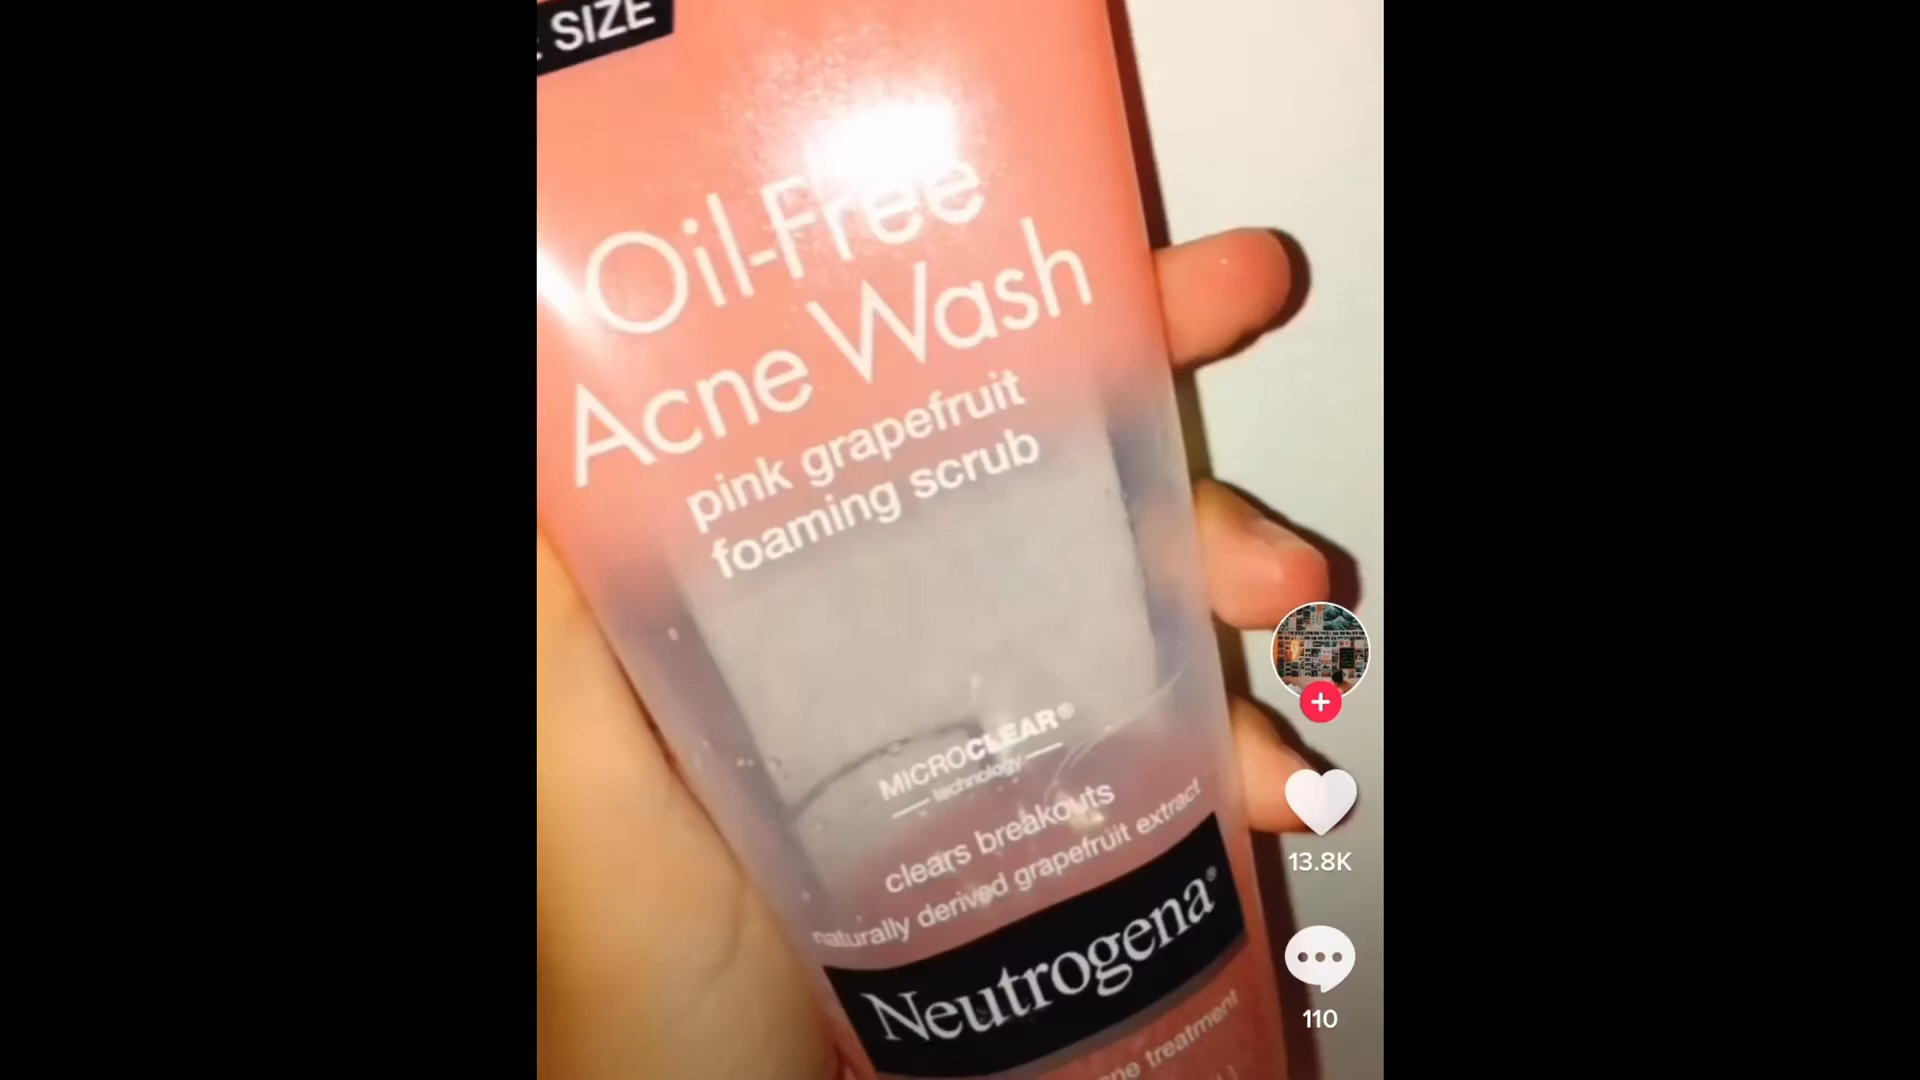 SIZE
Oil-Free
Acne Wash
pink grapefruit
foaming scrub
MICROCLEAR®
technology
clears breakouts
naturally derived grapefruit extract
Neutrogena®
treatment
13.8K
110